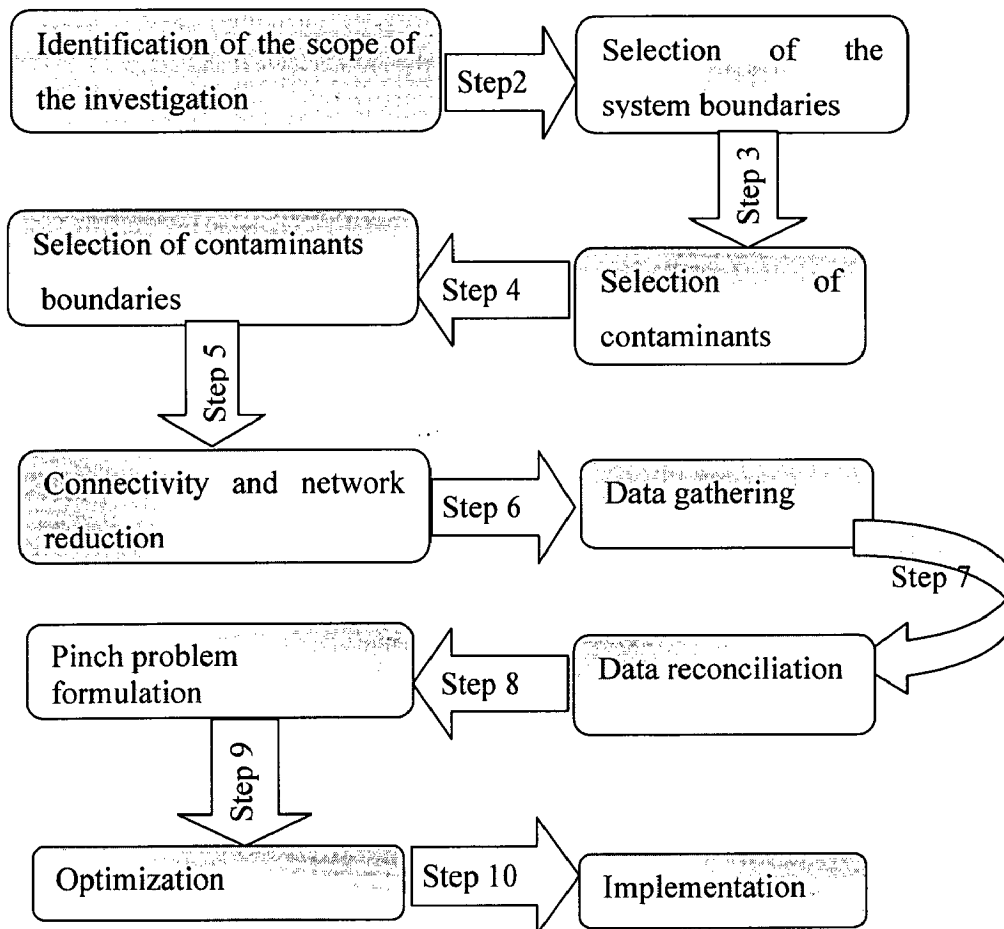 Identification of the scope of
the investigation
Step2
Selection of the
system boundaries
Step 3
Selection of
contaminants
Step 4
Selection of contaminants
boundaries
Step 5
Connectivity and network
reduction
Step 6
Data gathering
Step 7
Data reconciliation
Step 8
Pinch problem
formulation
Step 9
Optimization
Step 10
Implementation